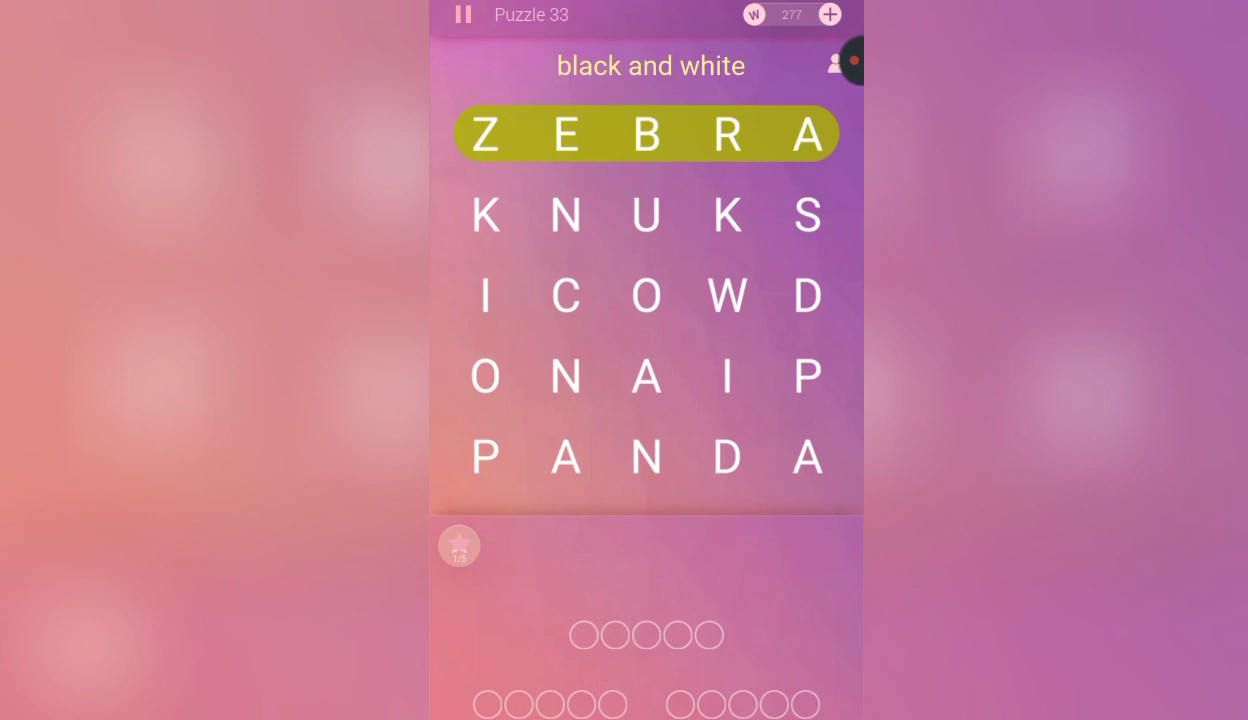 Puzzle 33
W 277 +
black and white
Z E B R A
K N U K S
I C O W D
O N A I P
P A N D A
1/5